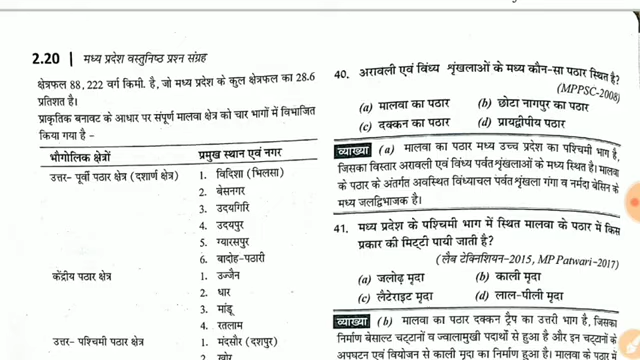 2.20 | मध्य प्रदेश वस्तुनिष्ठ प्रश्न संग्रह
क्षेत्रफल 88, 222 वर्ग किमी. है, जो मध्य प्रदेश के कुल क्षेत्रफल का 28.6
प्रतिशत है।
प्राकृतिक बनावट के आधार पर संपूर्ण मालवा क्षेत्र को चार भागों में विभाजित
किया गया है –
भौगोलिक क्षेत्रों प्रमुख स्थान एवं नगर
उत्तर- पूर्वी पठार क्षेत्र (दशार्ण क्षेत्र) 1. विदिशा (भिलसा)
2. बेसनगर
3. उदयगिरि
4. उदयपुर
5. ग्यारसपुर
6. बादोह-पठारी
केंद्रीय पठार क्षेत्र 1. उज्जैन
2. धार
3. मांडू
4. रतलाम
उत्तर- पश्चिमी पठार क्षेत्र 1. मंदसौर (दशपुर)
2.
40. अरावली एवं विंध्य शृंखलाओं के मध्य कौन-सा पठार स्थित है?
(MPPSC-2008)
(a) मालवा का पठार (b) छोटा नागपुर का पठार
(c) दक्कन का पठार (d) प्रायद्वीपीय पठार
व्याख्या (a) मालवा का पठार मध्य उच्च प्रदेश का पश्चिमी भाग है,
जिसका विस्तार अरावली एवं विंध्य पर्वत शृंखलाओं के मध्य स्थित है। मालवा
के पठार के अंतर्गत अवस्थित विंध्याचल पर्वत शृंखला गंगा व नर्मदा बेसिन के
मध्य जलद्विभाजक है।
41. मध्य प्रदेश के पश्चिमी भाग में स्थित मालवा के पठार में किस
प्रकार की मिट्टी पायी जाती है?
(लैब टेक्निशियन-2015, MP Patwari-2017)
(a) जलोढ़ मृदा (b) काली मृदा
(c) लैटेराइट मृदा (d) लाल-पीली मृदा
व्याख्या (b) मालवा का पठार दक्कन ट्रैप का उत्तरी भाग है, जिसका
निर्माण बेसाल्ट चट्टानों व ज्वालामुखी पदार्थों से हुआ है और इन चट्टानों के
अपघटन एवं वियोजन से काली मृदा का निर्माण हुआ है। मालवा के पठार में